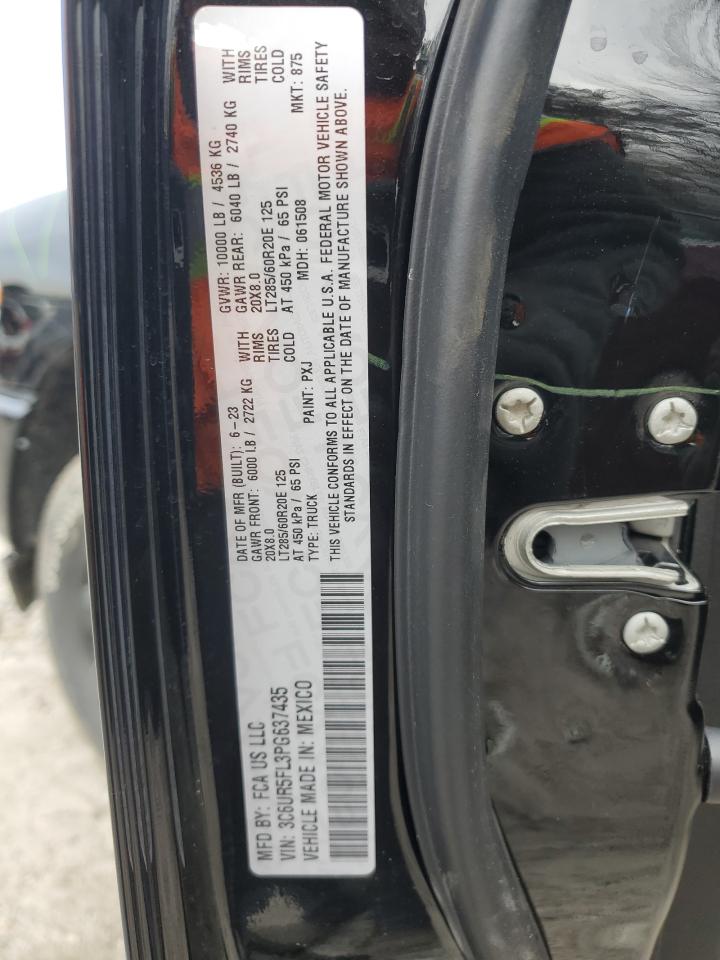 MFD BY: FCA US LLC
DATE OF MFR (BUILT): 6-23 GVWR: 10000 LB / 4536 KG
GAWR FRONT: 6000 LB / 2722 KG WITH GAWR REAR: 6040 LB / 2740 KG WITH
20X8.0 RIMS 20X8.0 RIMS
LT285/60R20E 125 TIRES LT285/60R20E 125 TIRES
AT 450 kPa / 65 PSI COLD AT 450 kPa / 65 PSI COLD
VIN: 3C6UR5FL3PG637435
TYPE: TRUCK PAINT: PXJ MDH: 061508 MKT: 875
VEHICLE MADE IN: MEXICO
THIS VEHICLE CONFORMS TO ALL APPLICABLE U.S.A. FEDERAL MOTOR VEHICLE SAFETY
STANDARDS IN EFFECT ON THE DATE OF MANUFACTURE SHOWN ABOVE.